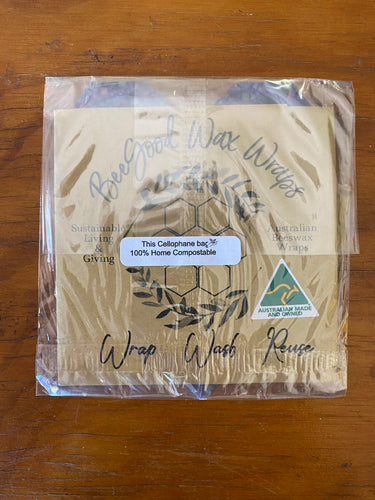 BeeGood Wax Wraps
Sustainable
Living
&
Giving
Australian
Beeswax
Wraps
This Cellophane bag
100% Home Compostable
AUSTRALIAN MADE
AND OWNED
Wrap Wash Reuse